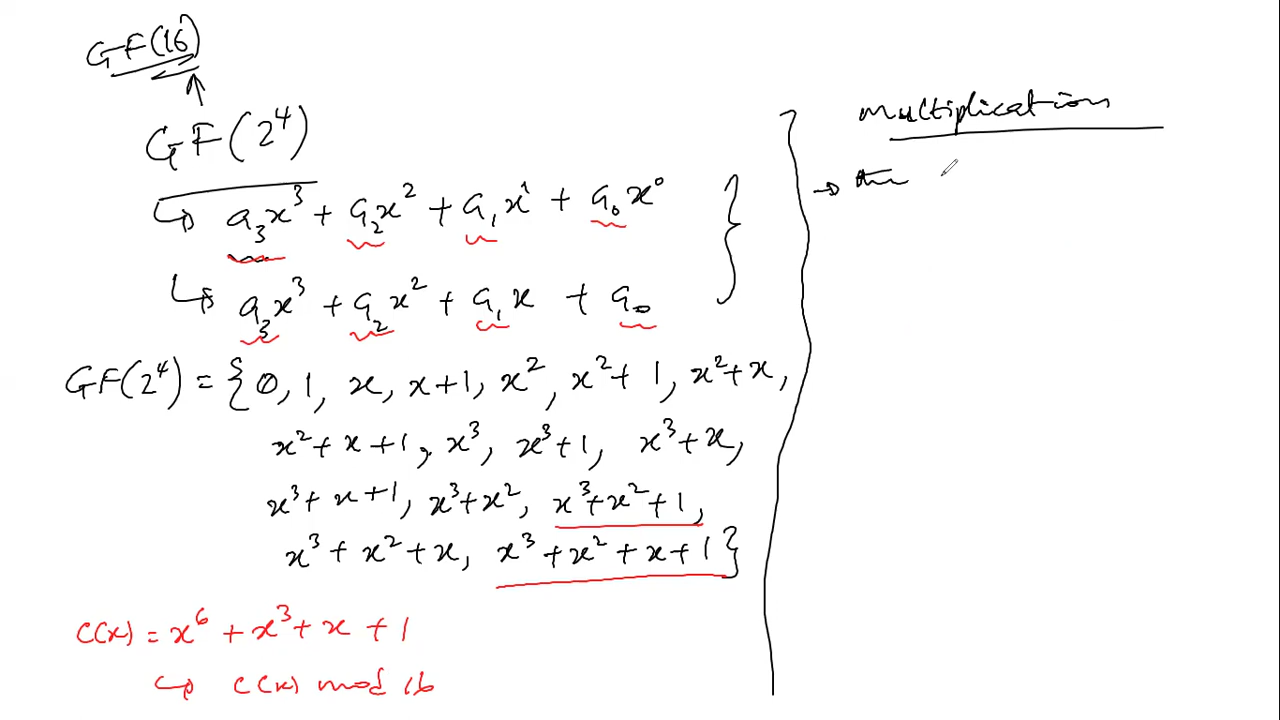 GF(16)
GF(2⁴)
a₃x³ + a₂x² + a₁x¹ + a₀x⁰
a₃x³ + a₂x² + a₁x + a₀
GF(2⁴) = {0, 1, x, x+1, x², x²+1, x²+x,
x²+x+1, x³, x³+1, x³+x,
x³+x+1, x³+x², x³+x²+1,
x³+x²+x, x³+x²+x+1}
C(x) = x⁶ + x³ + x + 1
↳ C(x) mod 16
multiplication
→ the